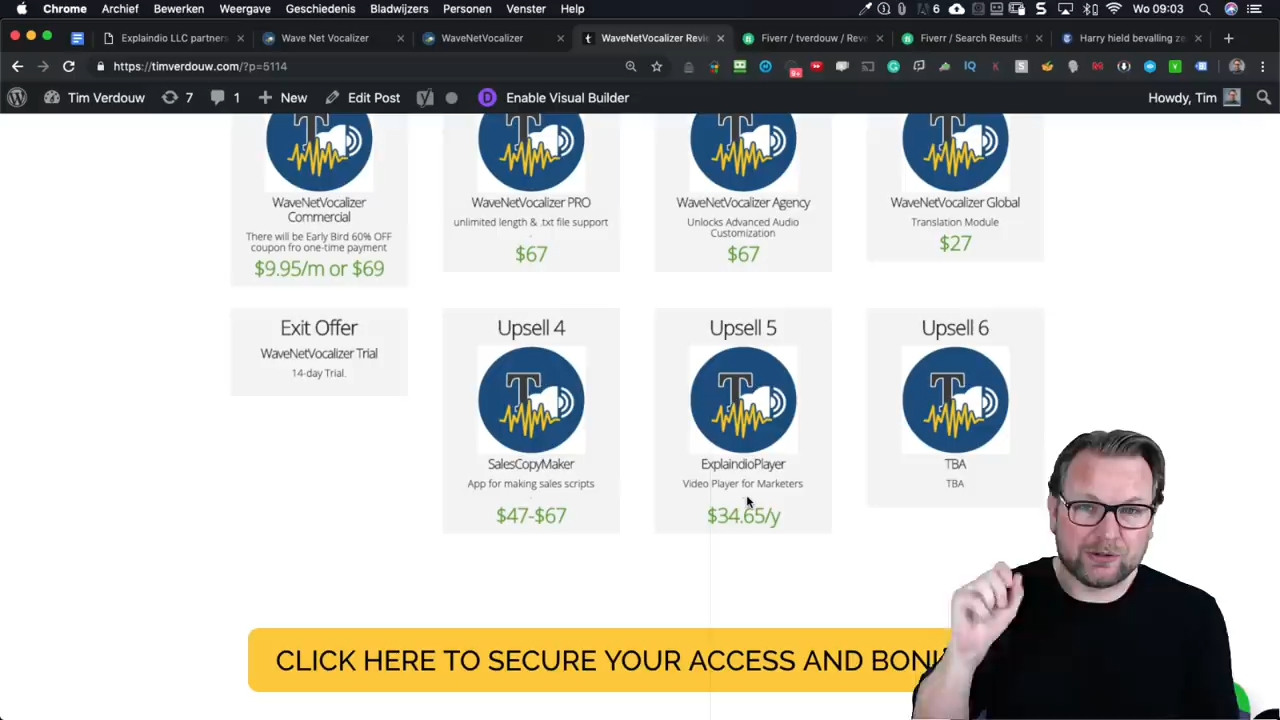 Chrome Archief Bewerken Weergave Geschiedenis Bladwijzers Personen Venster Help 6 Wo 09:03
Explaindio LLC partners Wave Net Vocalizer WaveNetVocalizer WaveNetVocalizer Revie Fiverr / tverdouw / Reve Fiverr / Search Results Harry hield bevalling ze
https://timverdouw.com/?p=5114
Tim Verdouw 7 1 New Edit Post Enable Visual Builder Howdy, Tim
WaveNetVocalizer
Commercial
There will be Early Bird 60% OFF
coupon fro one-time payment
$9.95/m or $69
WaveNetVocalizer PRO
unlimited length & .txt file support
$67
WaveNetVocalizer Agency
Unlocks Advanced Audio
Customization
$67
WaveNetVocalizer Global
Translation Module
$27
Exit Offer
WaveNetVocalizer Trial
14-day Trial.
Upsell 4
SalesCopyMaker
App for making sales scripts
$47-$67
Upsell 5
ExplaindioPlayer
Video Player for Marketers
$34.65/y
Upsell 6
TBA
TBA
CLICK HERE TO SECURE YOUR ACCESS AND BON